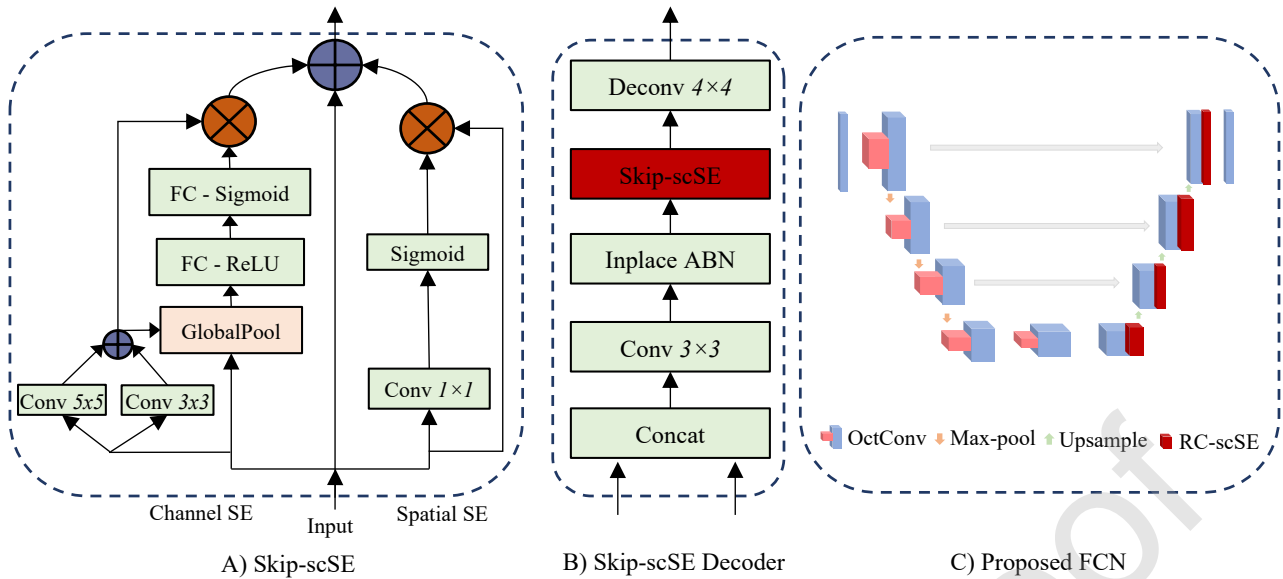 FC - Sigmoid
FC - ReLU
GlobalPool
Conv 5x5
Conv 3x3
Sigmoid
Conv 1×1
Channel SE
Input
Spatial SE
A) Skip-scSE
Deconv 4×4
Skip-scSE
Inplace ABN
Conv 3×3
Concat
B) Skip-scSE Decoder
OctConv
Max-pool
Upsample
RC-scSE
C) Proposed FCN